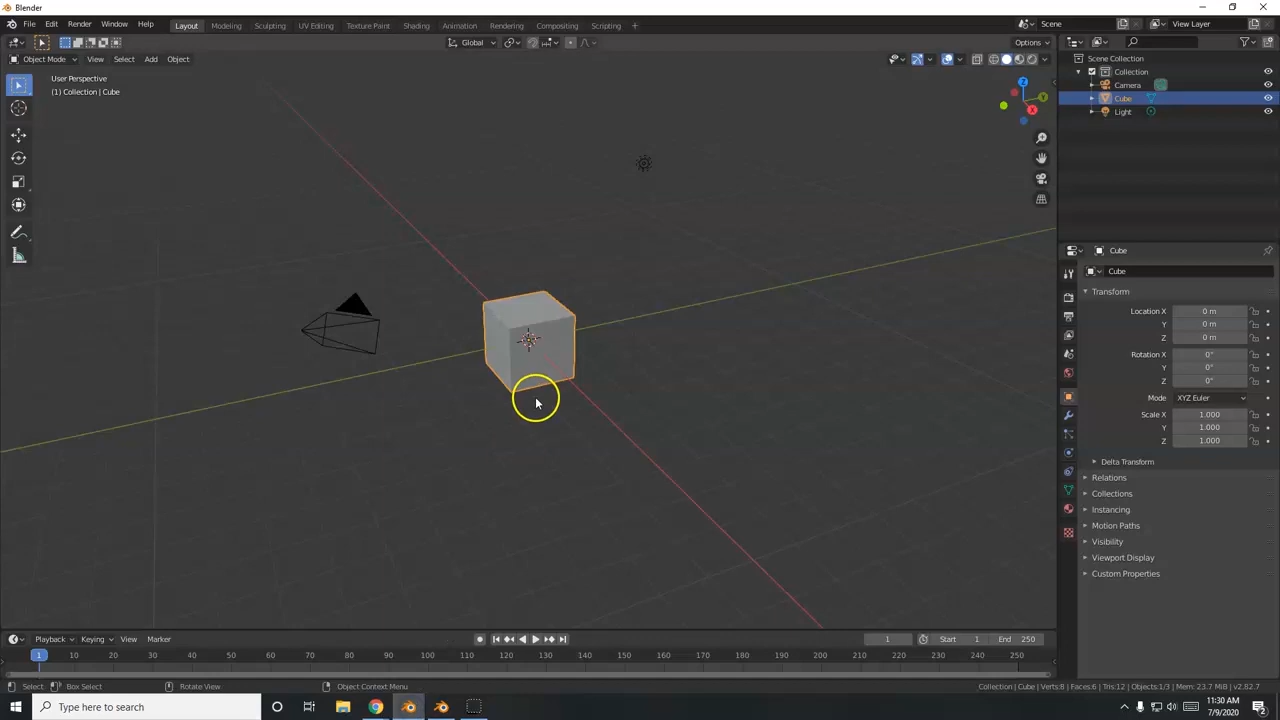 Blender
File Edit Render Window Help Layout Modeling Sculpting UV Editing Texture Paint Shading Animation Rendering Compositing Scripting + Scene View Layer
Global Options
Object Mode View Select Add Object
User Perspective
(1) Collection | Cube
Z
Y
X
Scene Collection
Collection
Camera
Cube
Light
Cube
Cube
Transform
Location X 0 m
Y 0 m
Z 0 m
Rotation X 0°
Y 0°
Z 0°
Mode XYZ Euler
Scale X 1.000
Y 1.000
Z 1.000
Delta Transform
Relations
Collections
Instancing
Motion Paths
Visibility
Viewport Display
Custom Properties
Playback Keying View Marker 1 Start 1 End 250
1 10 20 30 40 50 60 70 80 90 100 110 120 130 140 150 160 170 180 190 200 210 220 230 240 250
Select Box Select Rotate View Object Context Menu Collection | Cube | Verts:8 | Faces:6 | Tris:12 | Objects:1/3 | Mem: 23.7 MiB | v2.82.7
Type here to search
11:30 AM
7/9/2020
2